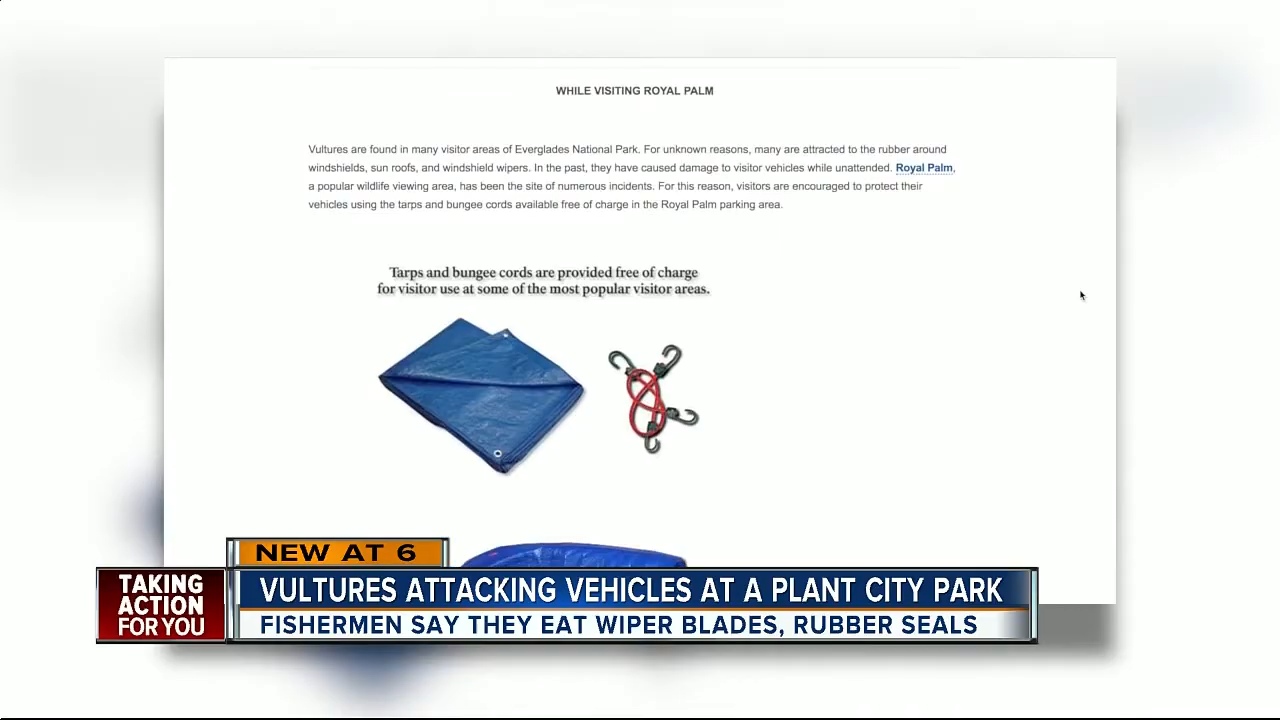 WHILE VISITING ROYAL PALM
Vultures are found in many visitor areas of Everglades National Park. For unknown reasons, many are attracted to the rubber around
windshields, sun roofs, and windshield wipers. In the past, they have caused damage to visitor vehicles while unattended. Royal Palm,
a popular wildlife viewing area, has been the site of numerous incidents. For this reason, visitors are encouraged to protect their
vehicles using the tarps and bungee cords available free of charge in the Royal Palm parking area.
Tarps and bungee cords are provided free of charge
for visitor use at some of the most popular visitor areas.
NEW AT 6
TAKING
ACTION
FOR YOU
VULTURES ATTACKING VEHICLES AT A PLANT CITY PARK
FISHERMEN SAY THEY EAT WIPER BLADES, RUBBER SEALS